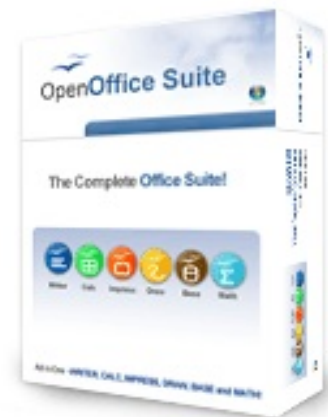 OpenOffice Suite
The Complete Office Suite!
Writer Calc Impress Draw Base Math
All in One - WRITER, CALC, IMPRESS, DRAW, BASE and MATH!